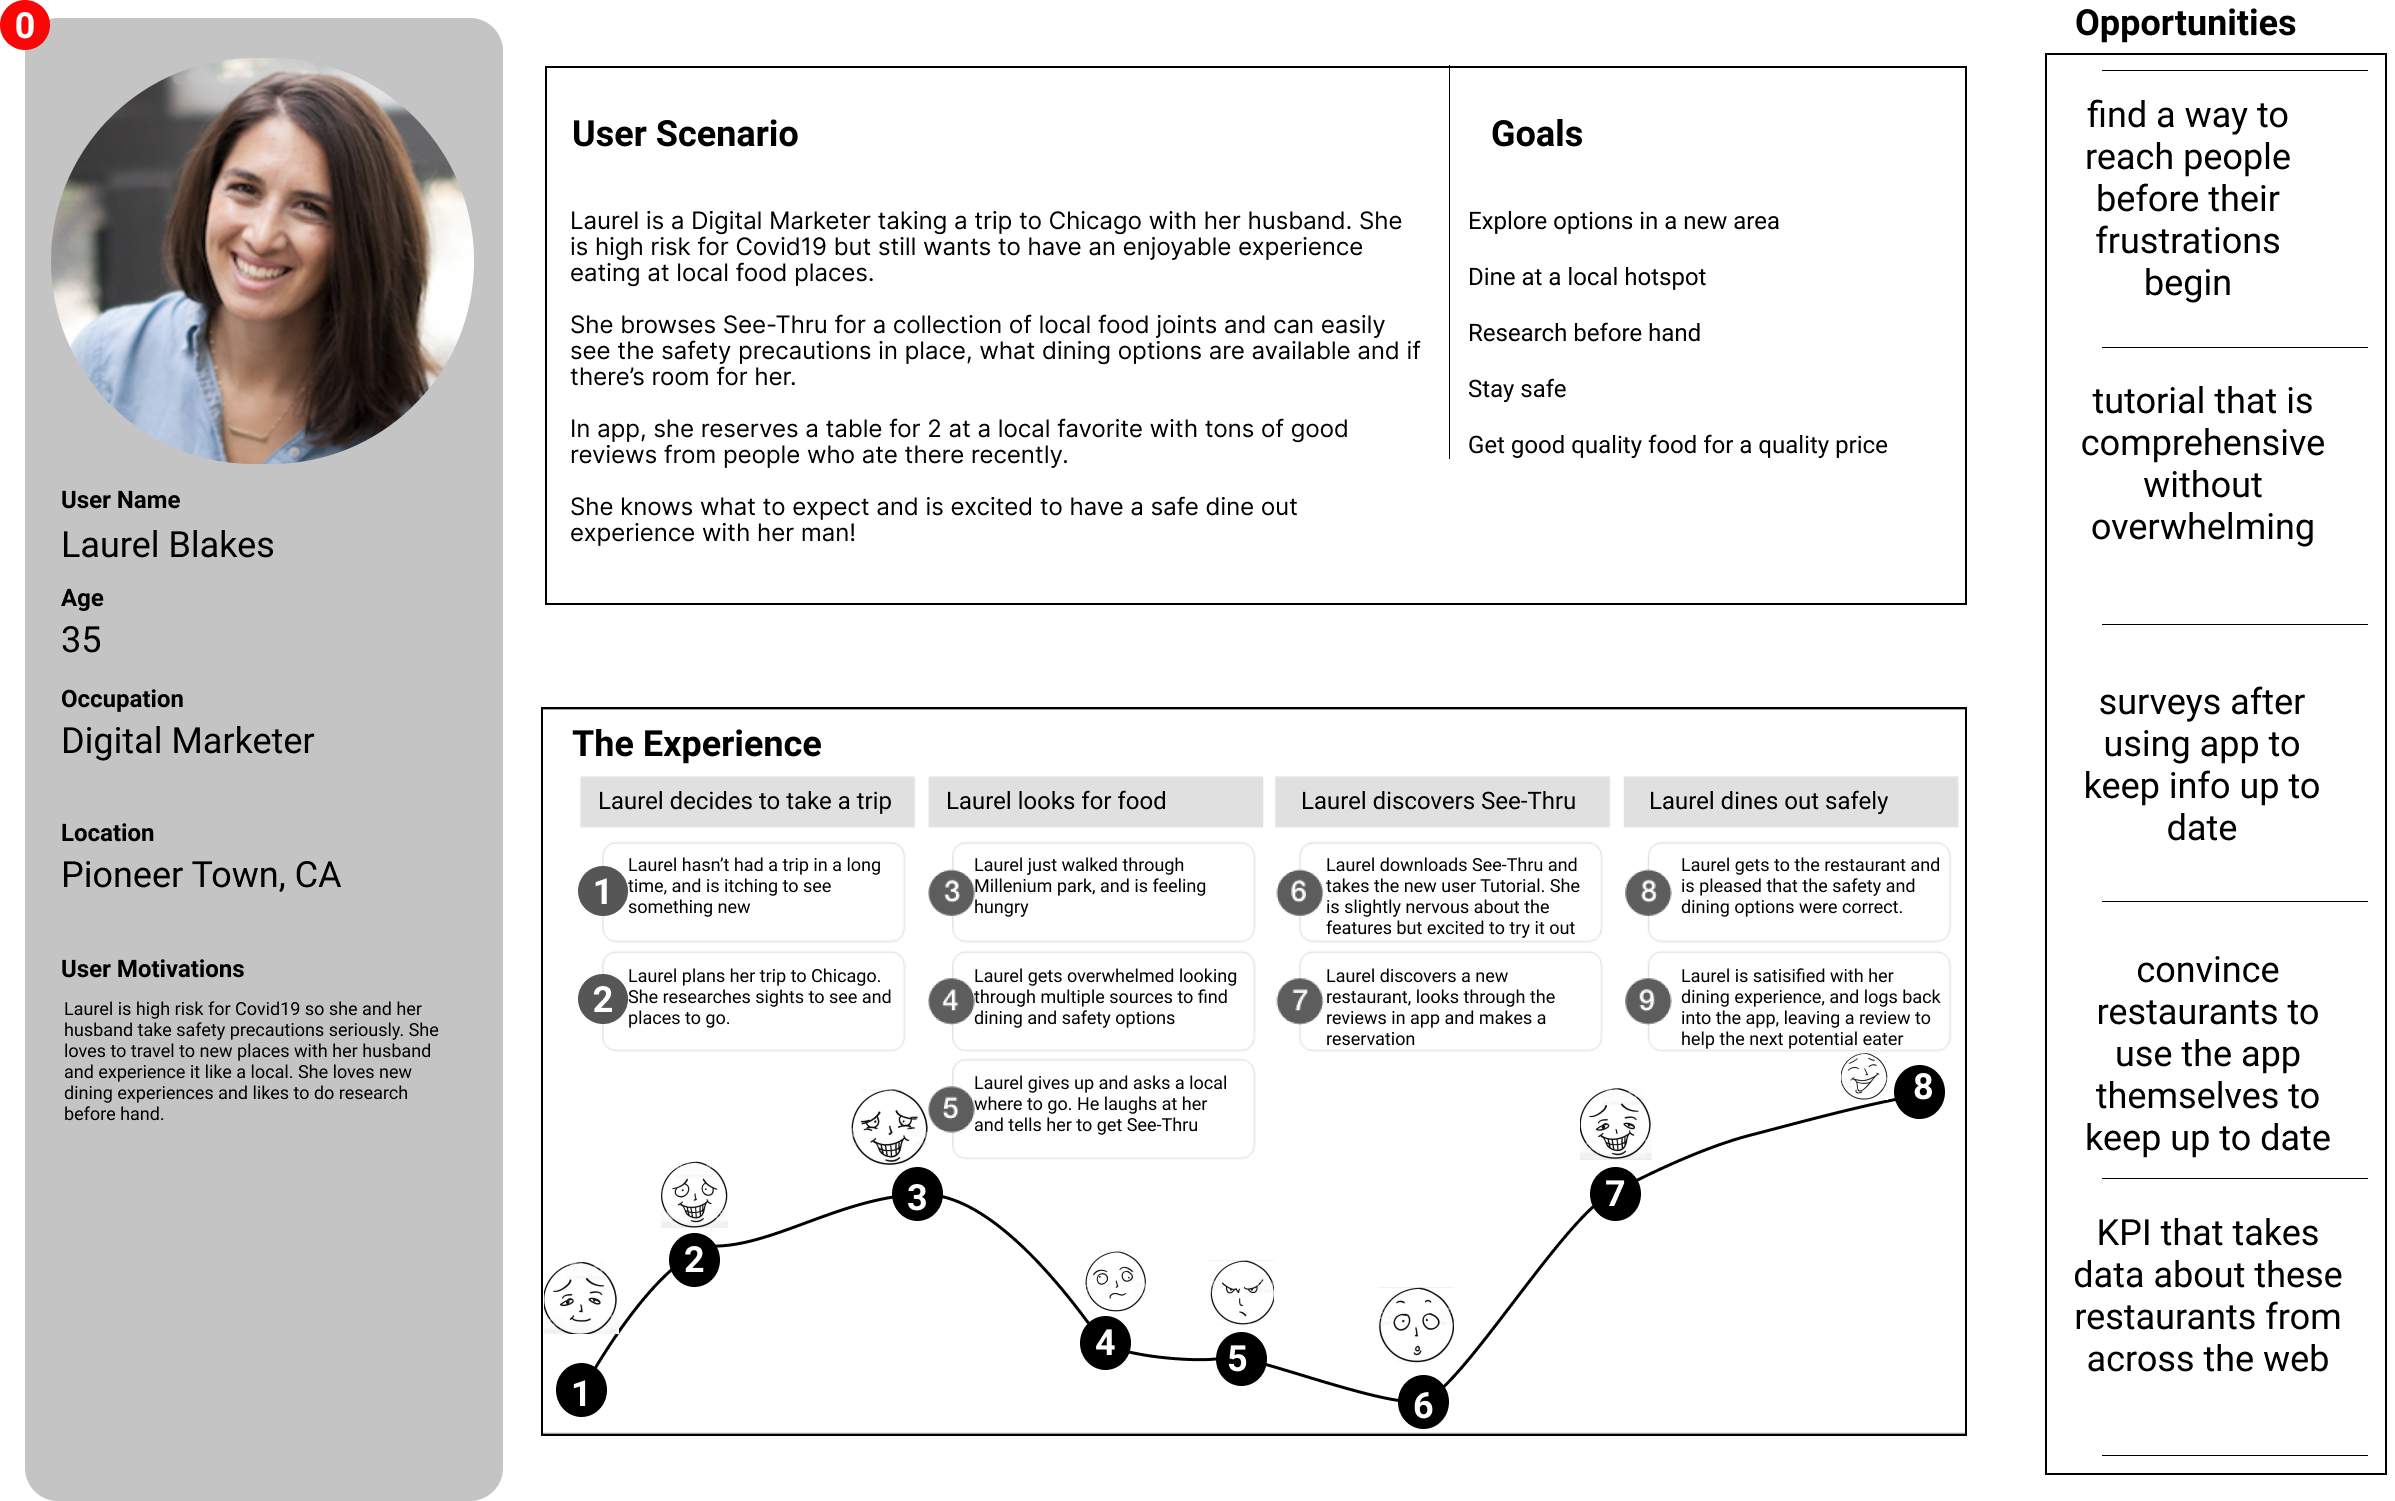 0
User Name
Laurel Blakes
Age
35
Occupation
Digital Marketer
Location
Pioneer Town, CA
User Motivations
Laurel is high risk for Covid19 so she and her
husband take safety precautions seriously. She
loves to travel to new places with her husband
and experience it like a local. She loves new
dining experiences and likes to do research
before hand.
User Scenario
Laurel is a Digital Marketer taking a trip to Chicago with her husband. She
is high risk for Covid19 but still wants to have an enjoyable experience
eating at local food places.
She browses See-Thru for a collection of local food joints and can easily
see the safety precautions in place, what dining options are available and if
there’s room for her.
In app, she reserves a table for 2 at a local favorite with tons of good
reviews from people who ate there recently.
She knows what to expect and is excited to have a safe dine out
experience with her man!
Goals
Explore options in a new area
Dine at a local hotspot
Research before hand
Stay safe
Get good quality food for a quality price
The Experience
Laurel decides to take a trip
1
Laurel hasn’t had a trip in a long
time, and is itching to see
something new
2
Laurel plans her trip to Chicago.
She researches sights to see and
places to go.
Laurel looks for food
3
Laurel just walked through
Millenium park, and is feeling
hungry
4
Laurel gets overwhelmed looking
through multiple sources to find
dining and safety options
5
Laurel gives up and asks a local
where to go. He laughs at her
and tells her to get See-Thru
Laurel discovers See-Thru
6
Laurel downloads See-Thru and
takes the new user Tutorial. She
is slightly nervous about the
features but excited to try it out
7
Laurel discovers a new
restaurant, looks through the
reviews in app and makes a
reservation
Laurel dines out safely
8
Laurel gets to the restaurant and
is pleased that the safety and
dining options were correct.
9
Laurel is satisified with her
dining experience, and logs back
into the app, leaving a review to
help the next potential eater
1
2
3
4
5
6
7
8
Opportunities
find a way to
reach people
before their
frustrations
begin
tutorial that is
comprehensive
without
overwhelming
surveys after
using app to
keep info up to
date
convince
restaurants to
use the app
themselves to
keep up to date
KPI that takes
data about these
restaurants from
across the web